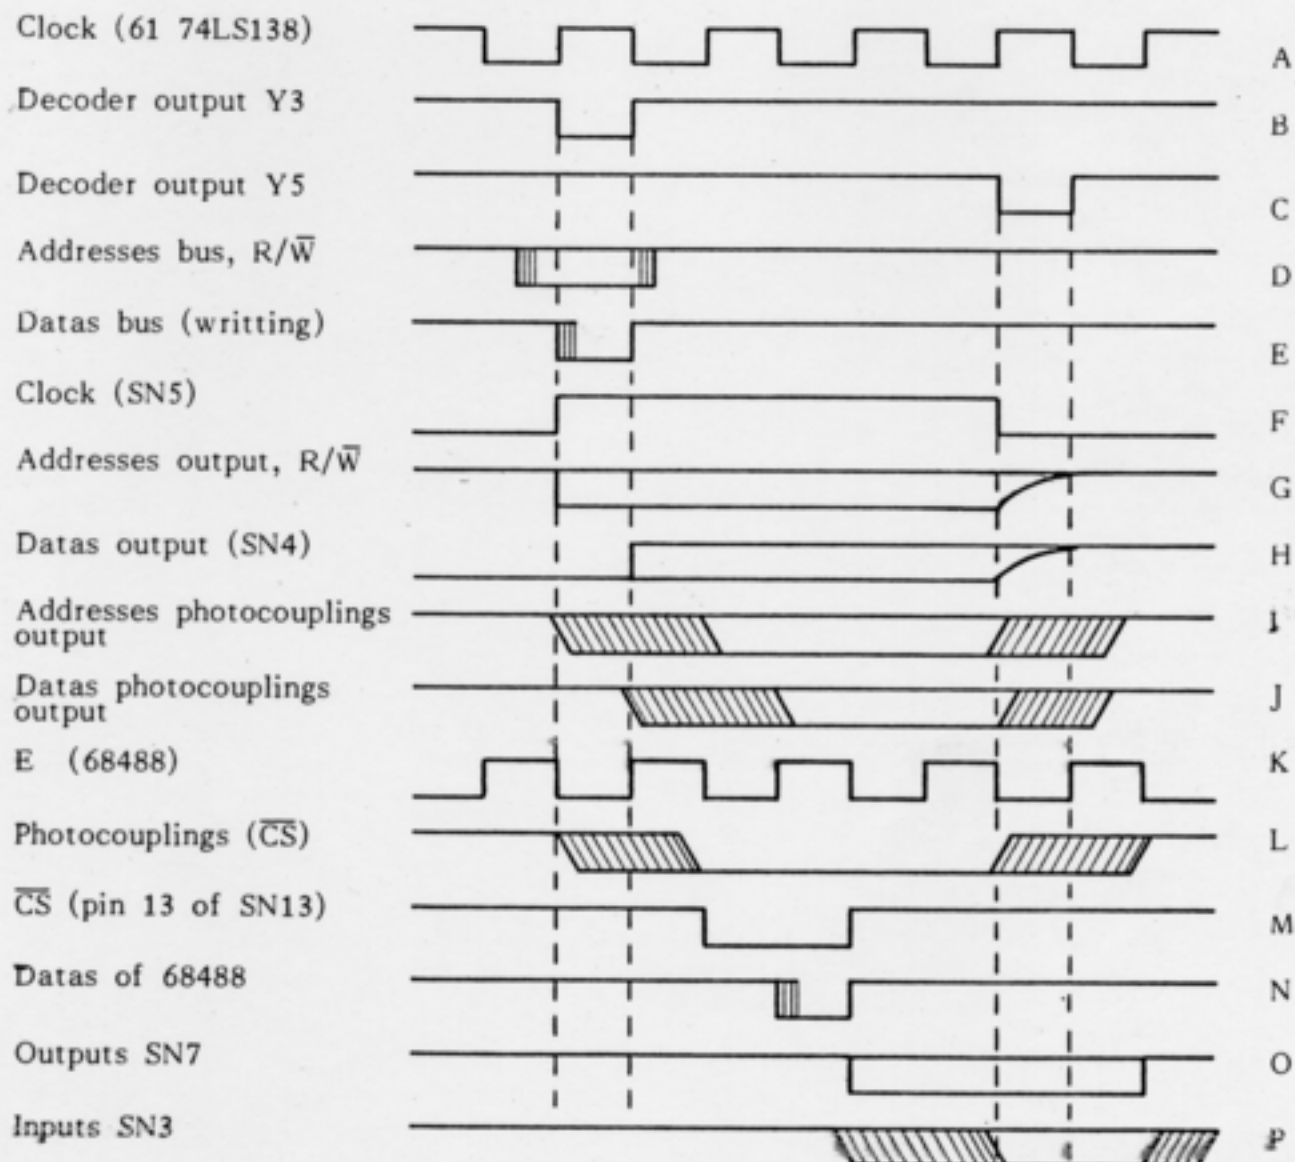 Clock (61 74LS138) A
Decoder output Y3 B
Decoder output Y5 C
Addresses bus, R/W̅ D
Datas bus (writting) E
Clock (SN5) F
Addresses output, R/W̅ G
Datas output (SN4) H
Addresses photocouplings
output I
Datas photocouplings
output J
E (68488) K
Photocouplings (C̅S̅) L
C̅S̅ (pin 13 of SN13) M
Datas of 68488 N
Outputs SN7 O
Inputs SN3 P